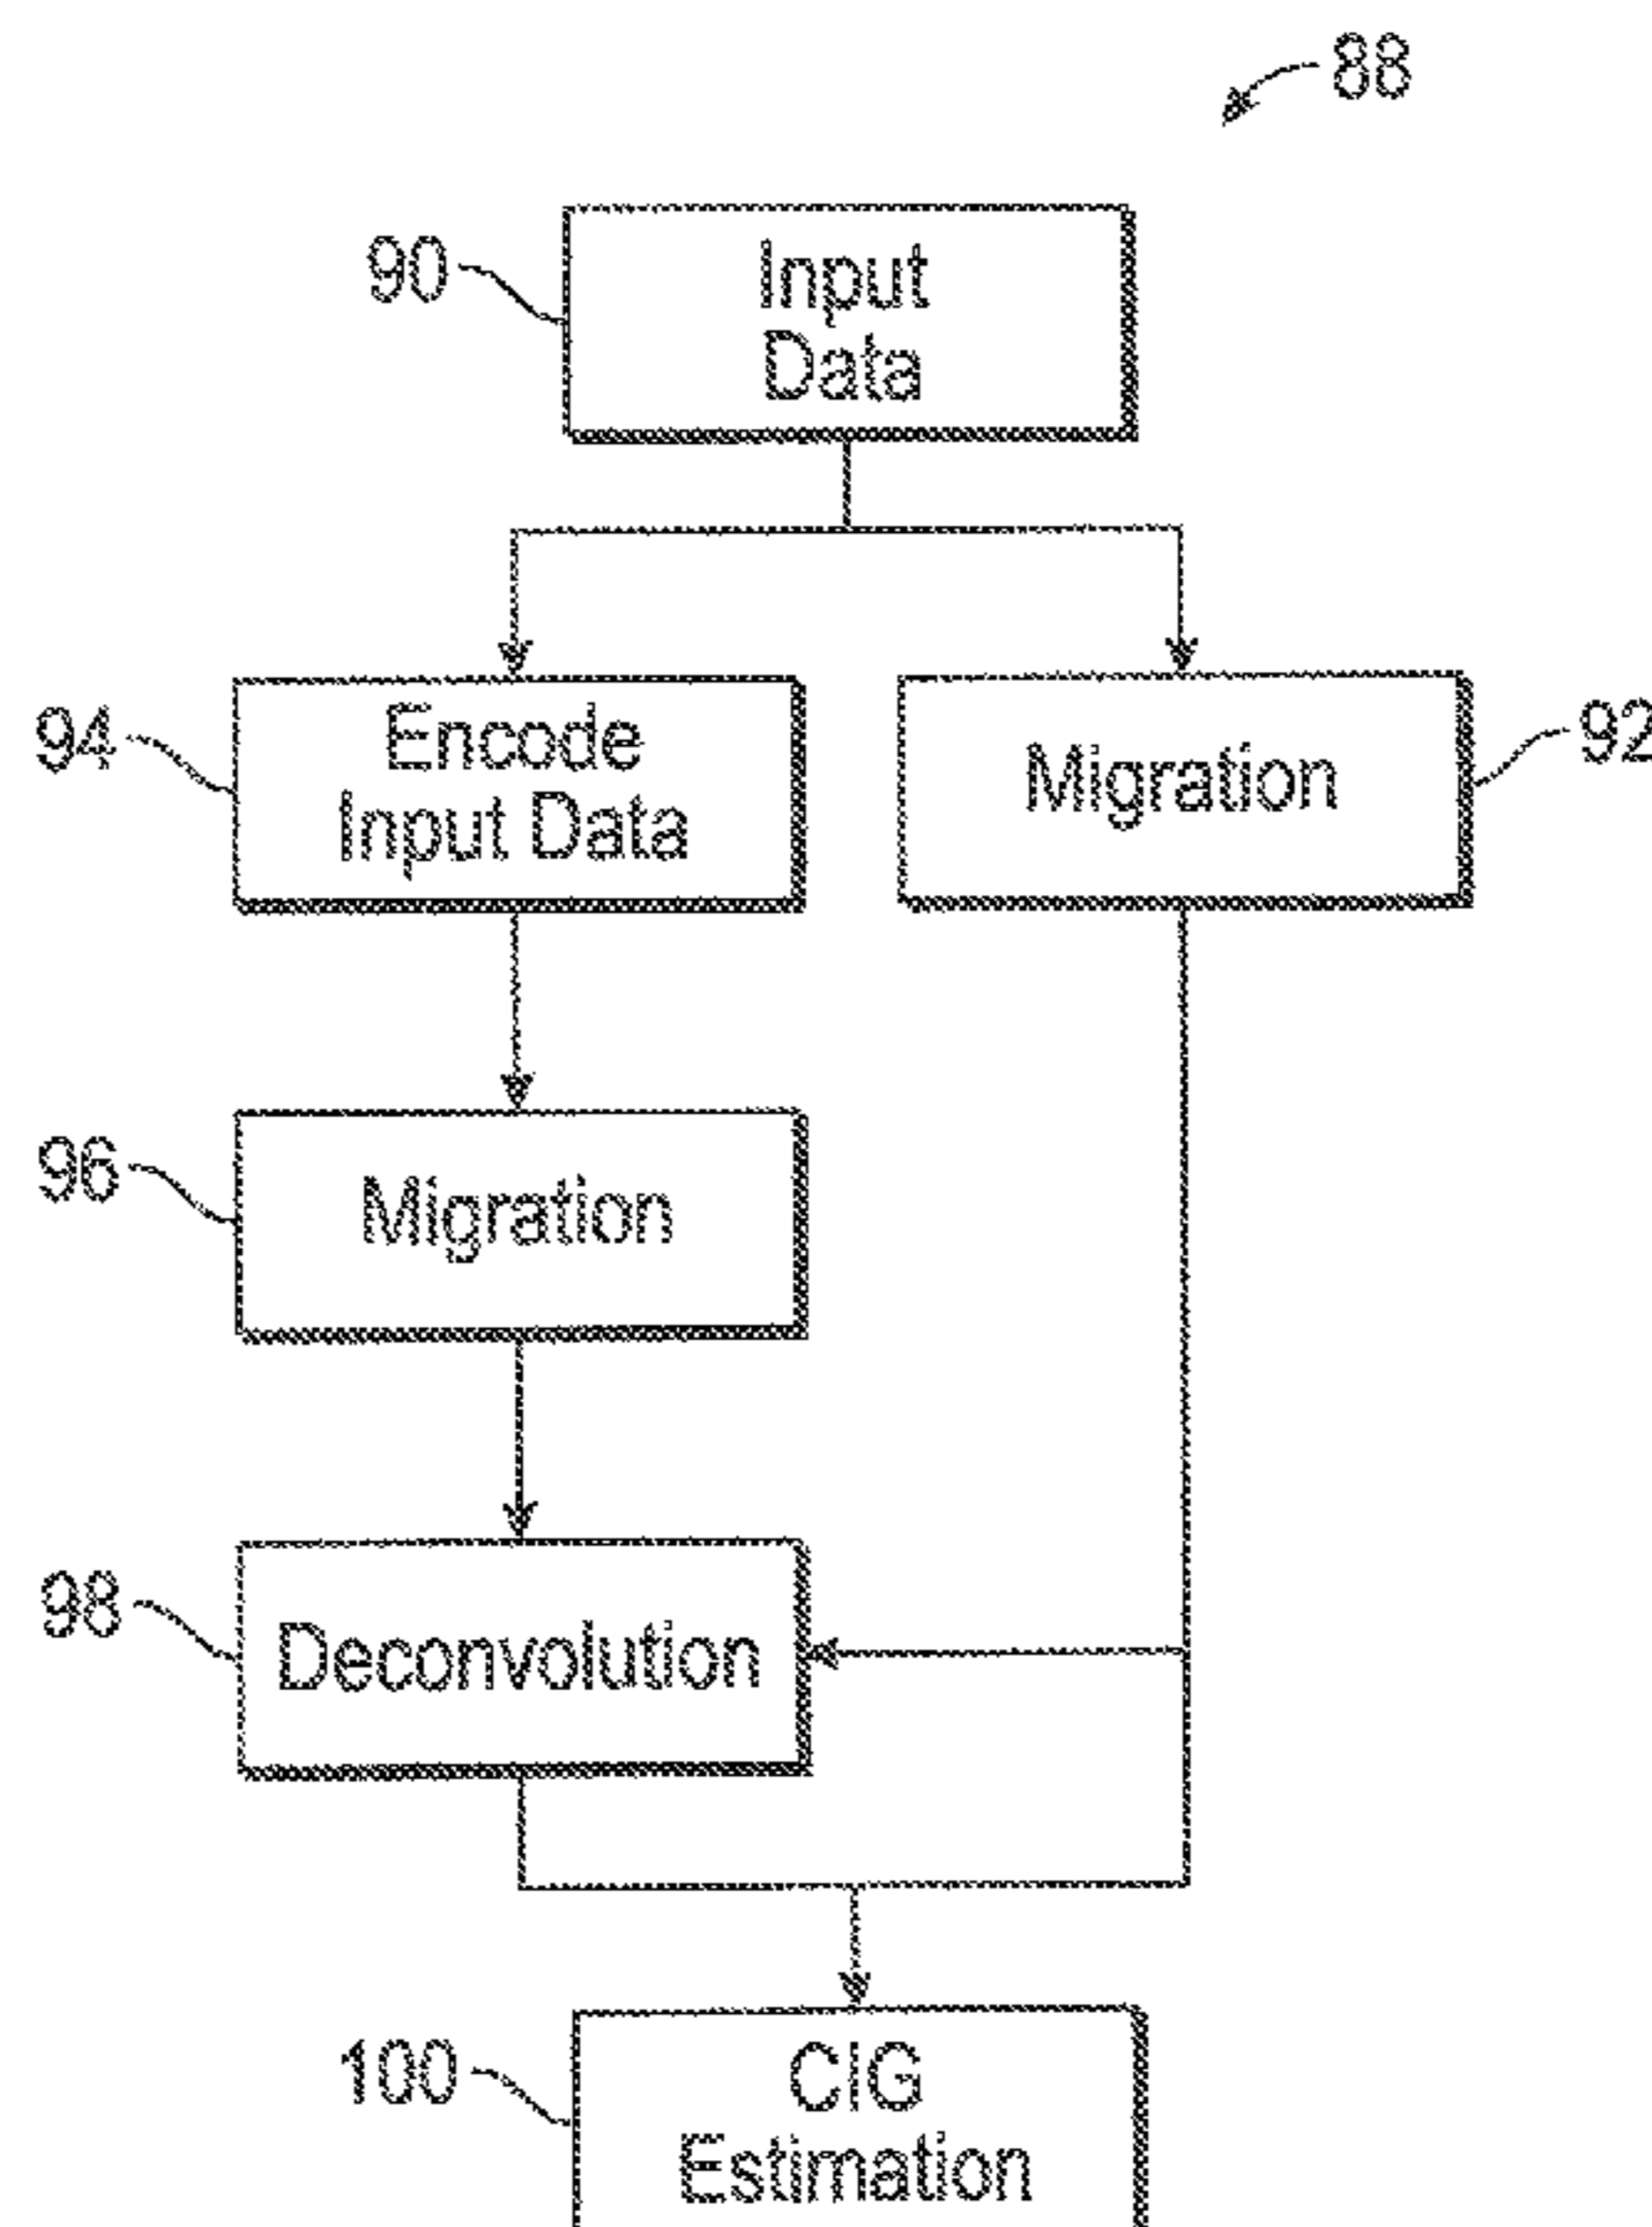 88
90
Input
Data
94
Encode
Input Data
Migration
92
96
Migration
98
Deconvolution
100
CIG
Estimation